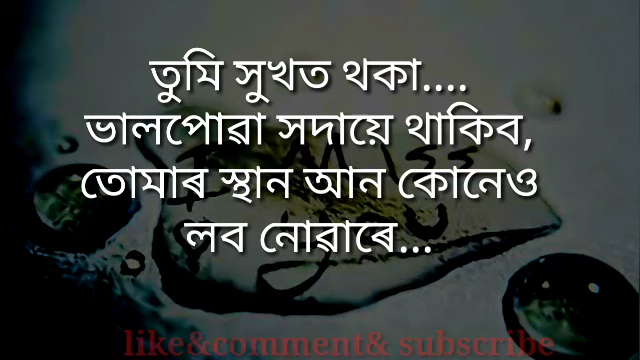 তুমি সুখত থকা....
ভালপোৱা সদায়ে থাকিব,
তোমাৰ স্থান আন কোনেও
লব নোৱাৰে...
like&comment& subscribe